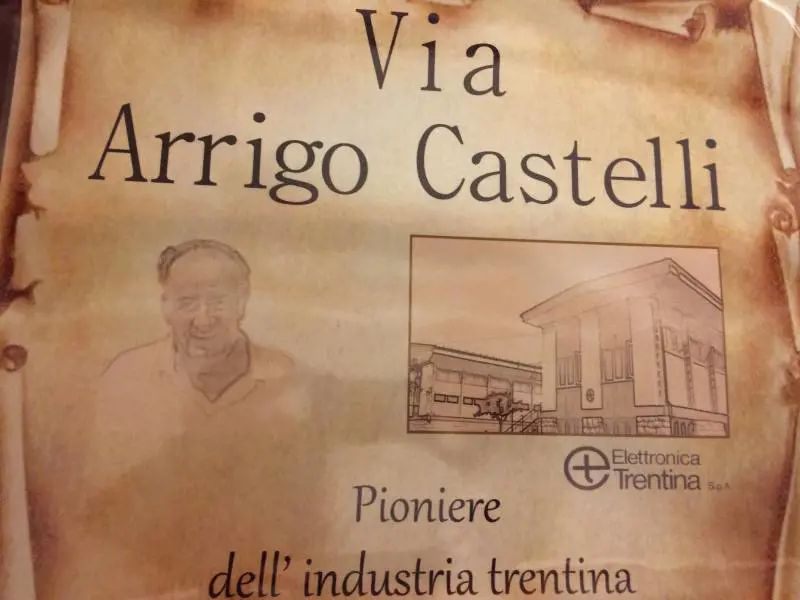 Via
Arrigo Castelli
Elettronica
Trentina S.p.A.
Pioniere
dell' industria trentina